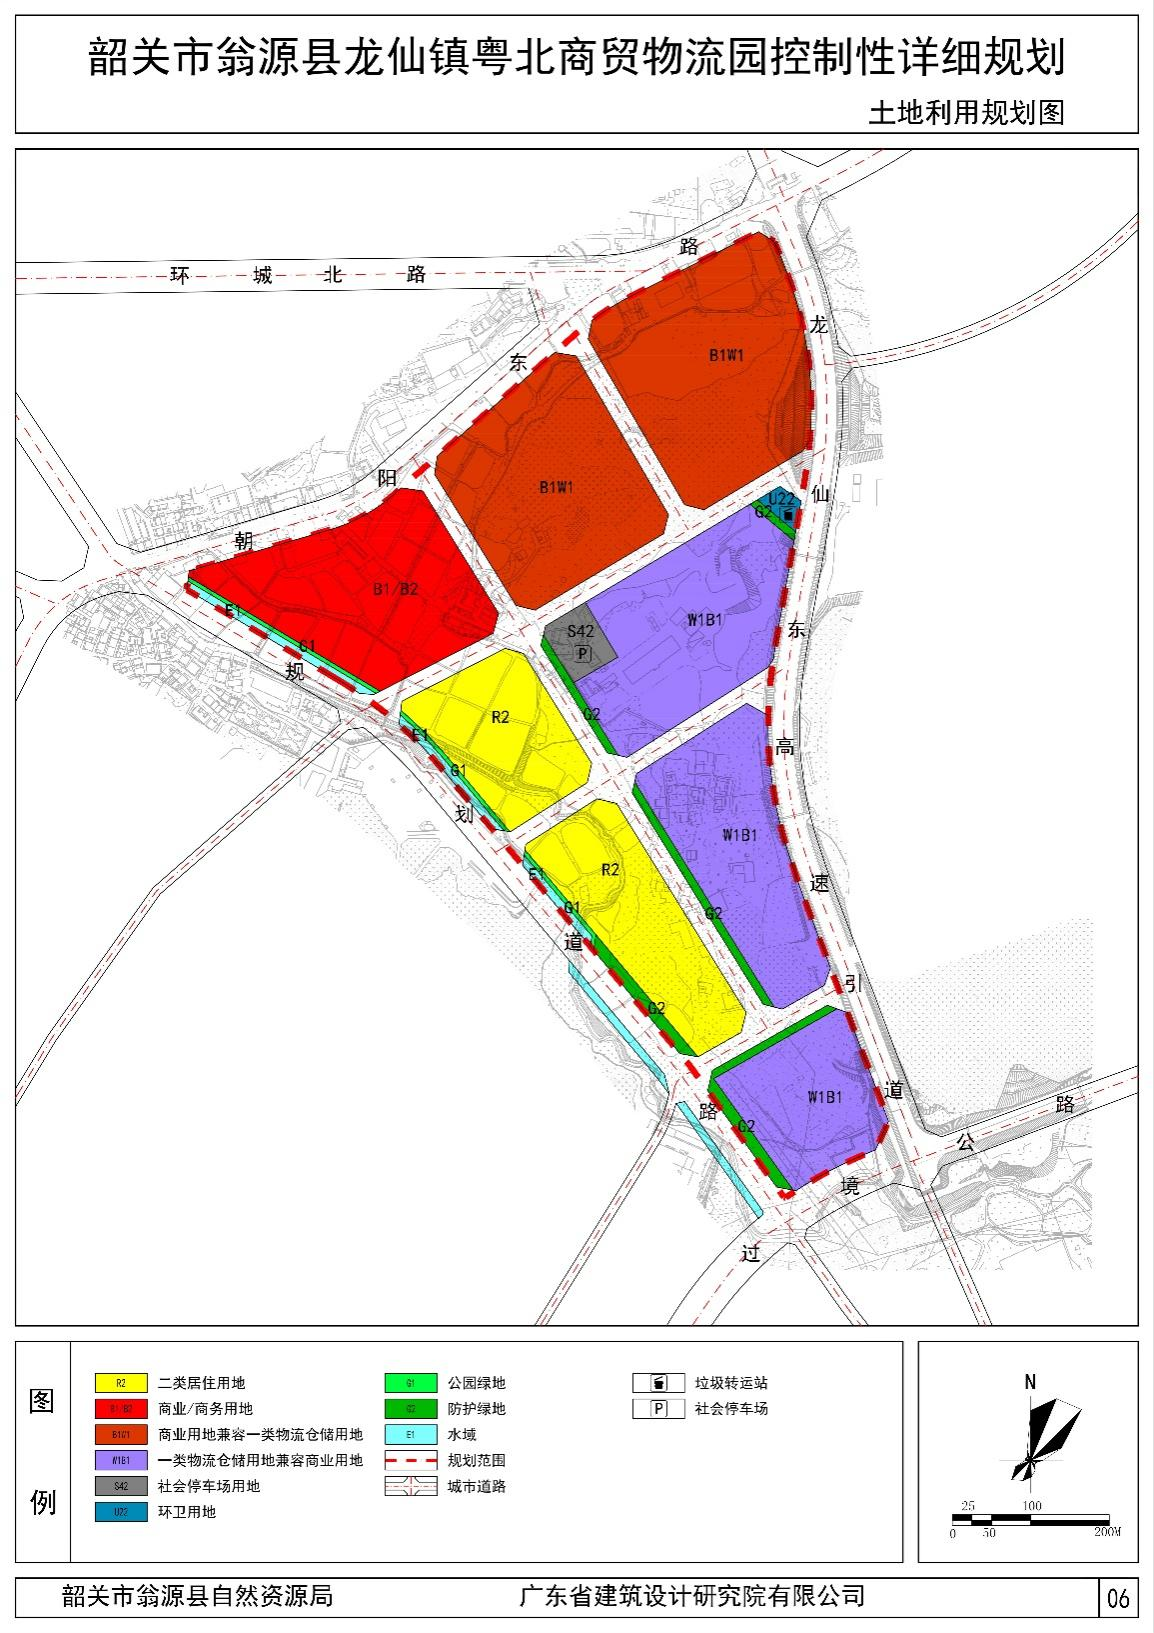 韶关市翁源县龙仙镇粤北商贸物流园控制性详细规划
土地利用规划图
环城北路
朝阳东路
龙仙东高速引道
规划道路
过境公路
B1W1
B1W1
B1/B2
U22
G2
W1B1
S42
P
E1
G1
R2
G2
E1
G1
W1B1
R2
E1
G1
G2
G2
W1B1
G2
图例
R2 二类居住用地
B1/B2 商业/商务用地
B1W1 商业用地兼容一类物流仓储用地
W1B1 一类物流仓储用地兼容商业用地
S42 社会停车场用地
U22 环卫用地
G1 公园绿地
G2 防护绿地
E1 水域
规划范围
城市道路
垃圾转运站
P 社会停车场
N
25 100
0 50 200M
韶关市翁源县自然资源局
广东省建筑设计研究院有限公司
06